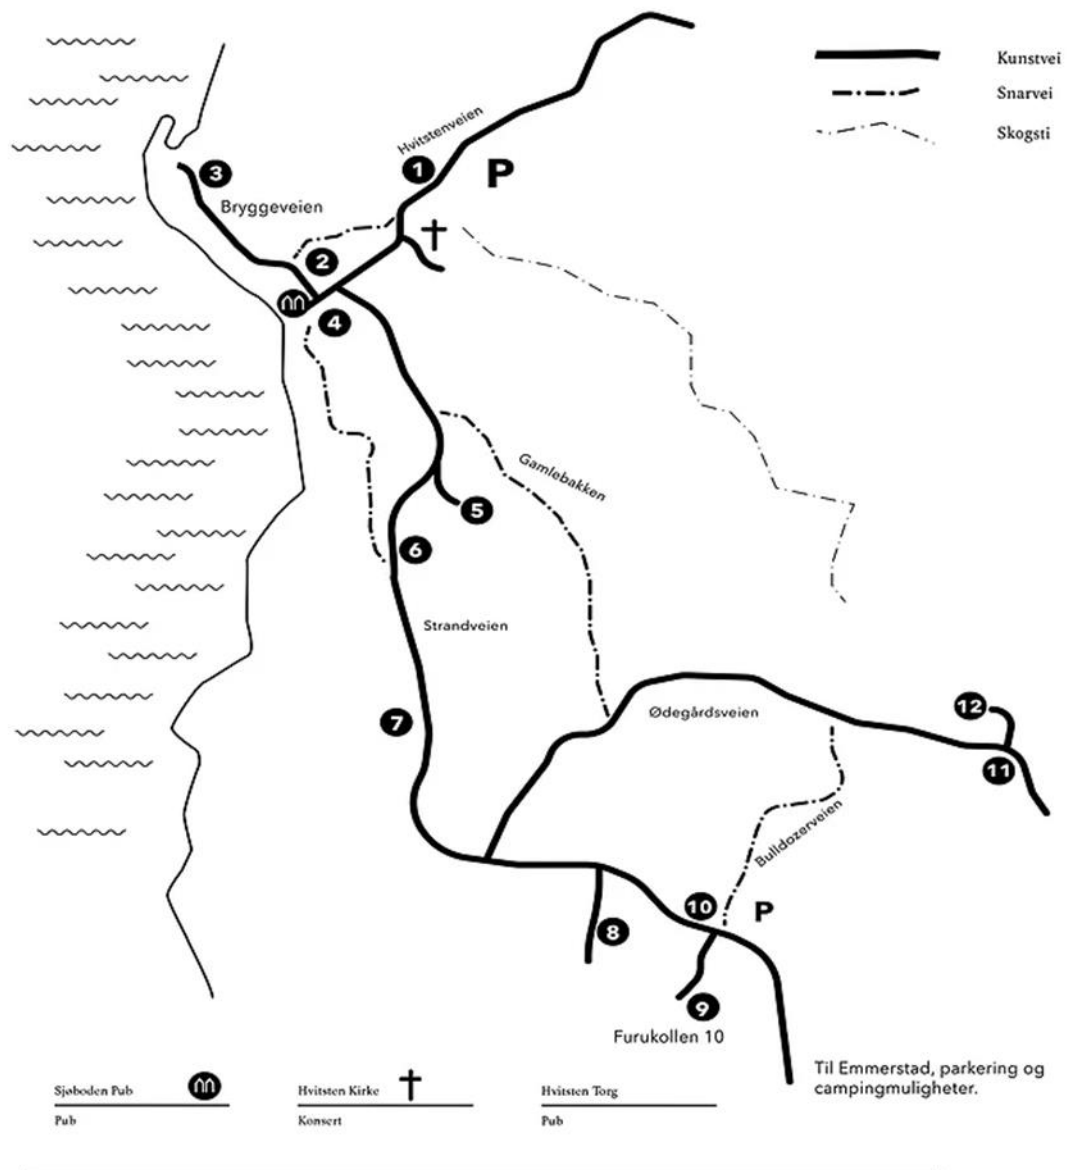 Kunstvei
Snarvei
Skogsti
Hvitstenveien
1
P
3
Bryggeveien
2
4
Gamlebakken
5
6
Strandveien
7
Ødegårdsveien
12
11
Bulldozerveien
10
P
8
9
Furukollen 10
Til Emmerstad, parkering og
campingmuligheter.
Sjøboden Pub
Pub
Hvitsten Kirke
Konsert
Hvitsten Torg
Pub